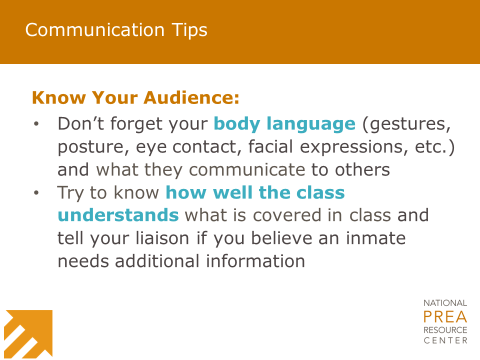 Communication Tips
Know Your Audience:
• Don’t forget your body language (gestures,
posture, eye contact, facial expressions, etc.)
and what they communicate to others
• Try to know how well the class
understands what is covered in class and
tell your liaison if you believe an inmate
needs additional information
NATIONAL
PREA
RESOURCE
CENTER